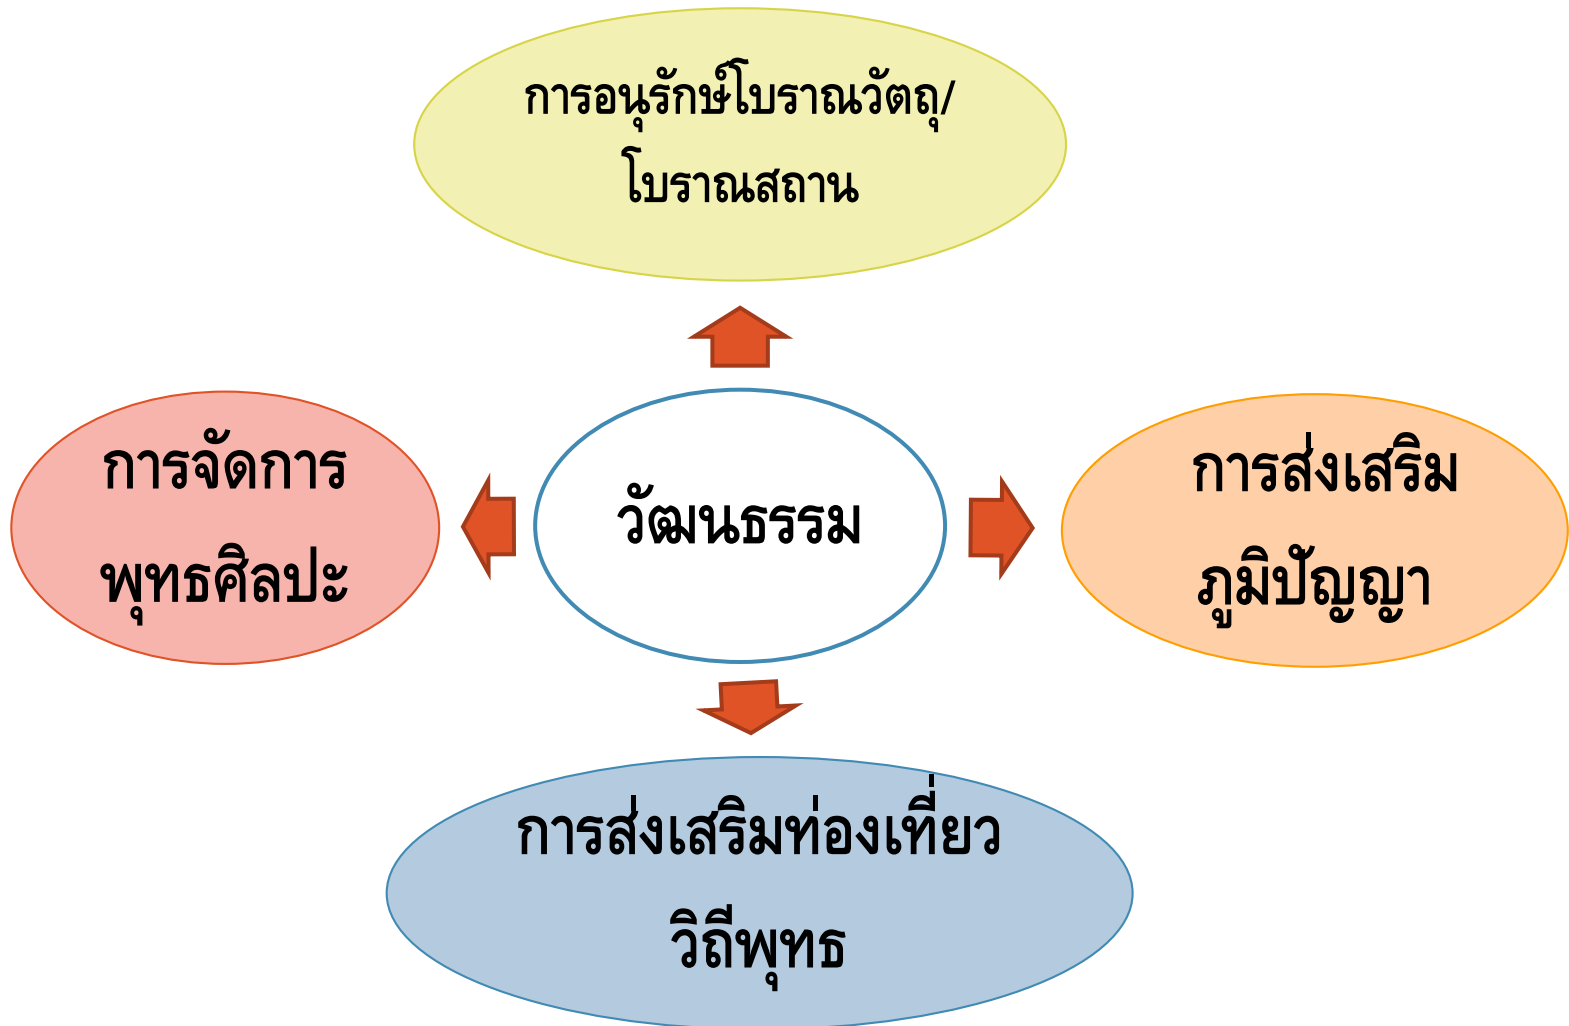 การอนุรักษ์โบราณวัตถุ/
โบราณสถาน
การจัดการ
พุทธศิลปะ
วัฒนธรรม
การส่งเสริม
ภูมิปัญญา
การส่งเสริมท่องเที่ยว
วิถีพุทธ